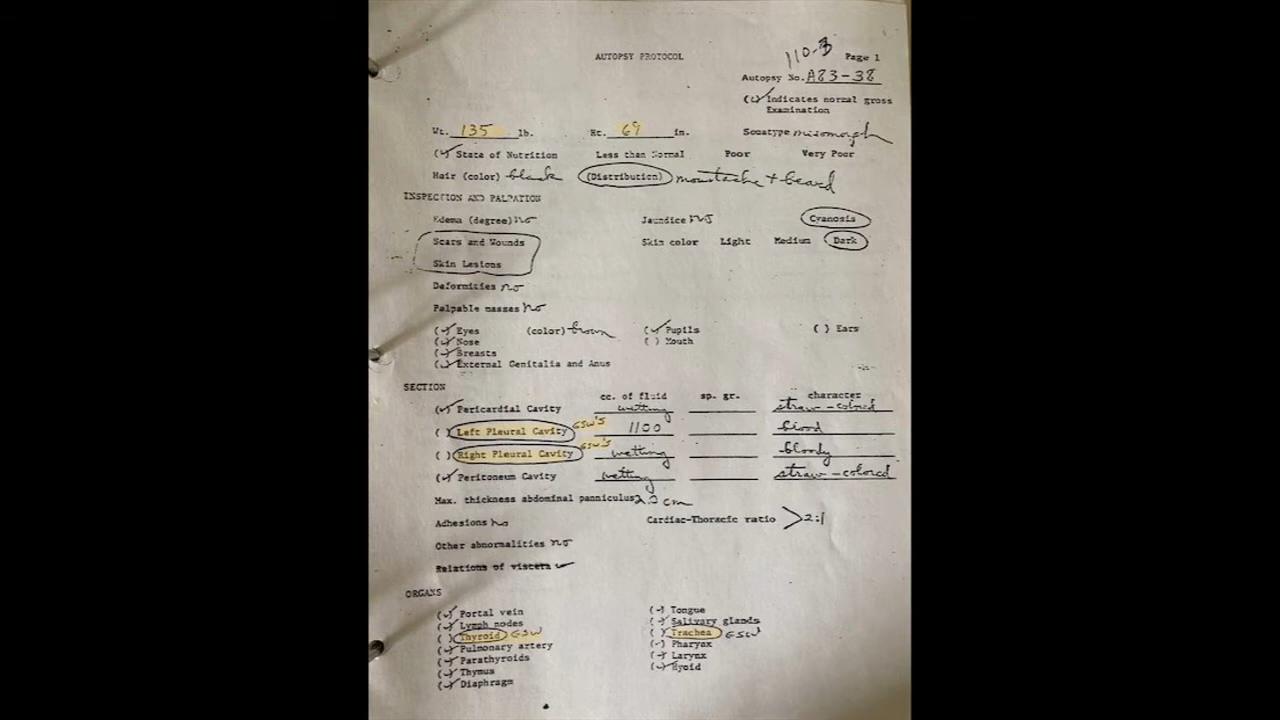 110-B
AUTOPSY PROTOCOL Page 1
Autopsy No. A83-38
(✓) Indicates normal gross
Examination
Wt. 135 lb. Ht. 69 in. Somatype misomorph
(✓) State of Nutrition Less than Normal Poor Very Poor
Hair (color) black (Distribution) moustache + beard
INSPECTION AND PALPATION
Edema (degree) no Jaundice no Cyanosis
Scars and Wounds Skin color Light Medium Dark
Skin Lesions
Deformities no
Palpable masses no
(✓) Eyes (color) brown (✓) Pupils ( ) Ears
(✓) Nose ( ) Mouth
(✓) Breasts
(✓) External Genitalia and Anus
SECTION cc. of fluid sp. gr. character
(✓) Pericardial Cavity wetting straw-colored
( ) Left Pleural Cavity GSW's 1100 blood
( ) Right Pleural Cavity GSW's wetting bloody
(✓) Peritoneum Cavity wetting straw-colored
Max. thickness abdominal panniculus 2.0 cm
Adhesions no Cardiac-Thoracic ratio >2:1
Other abnormalities no
Relations of viscera ✓
ORGANS
(✓) Portal vein (✓) Tongue
(✓) Lymph nodes (✓) Salivary glands
( ) Thyroid GSW ( ) Trachea GSW
(✓) Pulmonary artery (✓) Pharyax
(✓) Parathyroids (✓) Larynx
(✓) Thymus (✓) Hyoid
(✓) Diaphragm